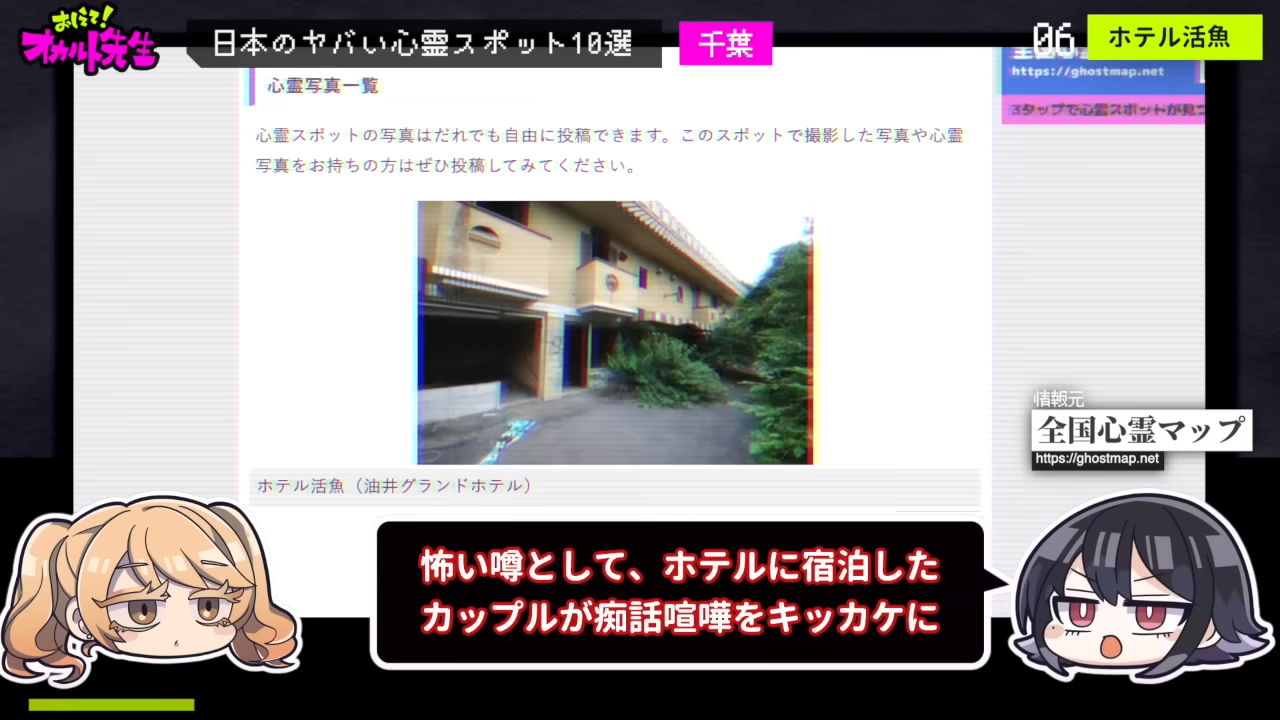 おしえて!
オカルト先生
日本のヤバい心霊スポット10選
千葉
06
ホテル活魚
https://ghostmap.net
3タップで心霊スポットが見つ
心霊写真一覧
心霊スポットの写真はだれでも自由に投稿できます。このスポットで撮影した写真や心霊
写真をお持ちの方はぜひ投稿してみてください。
情報元
全国心霊マップ
https://ghostmap.net
ホテル活魚（油井グランドホテル）
怖い噂として、ホテルに宿泊した
カップルが痴話喧嘩をキッカケに